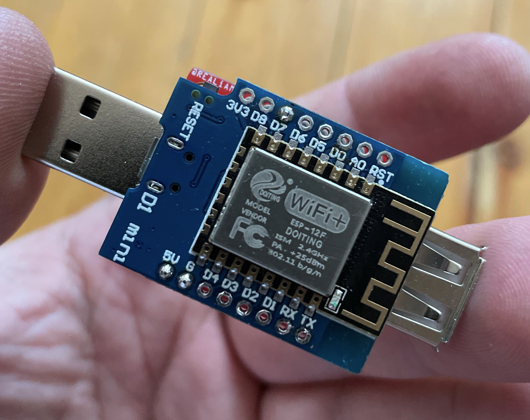 3V3 D8 D7 D6 D5 D0 A0 RST
RESET
D1 mini
DOITING
WiFi+
MODEL
VENDOR
ESP-12F
DOITING
ISM 2.4GHz
PA +25dBm
802.11 b/g/n
FC
5V G D4 D3 D2 D1 RX TX